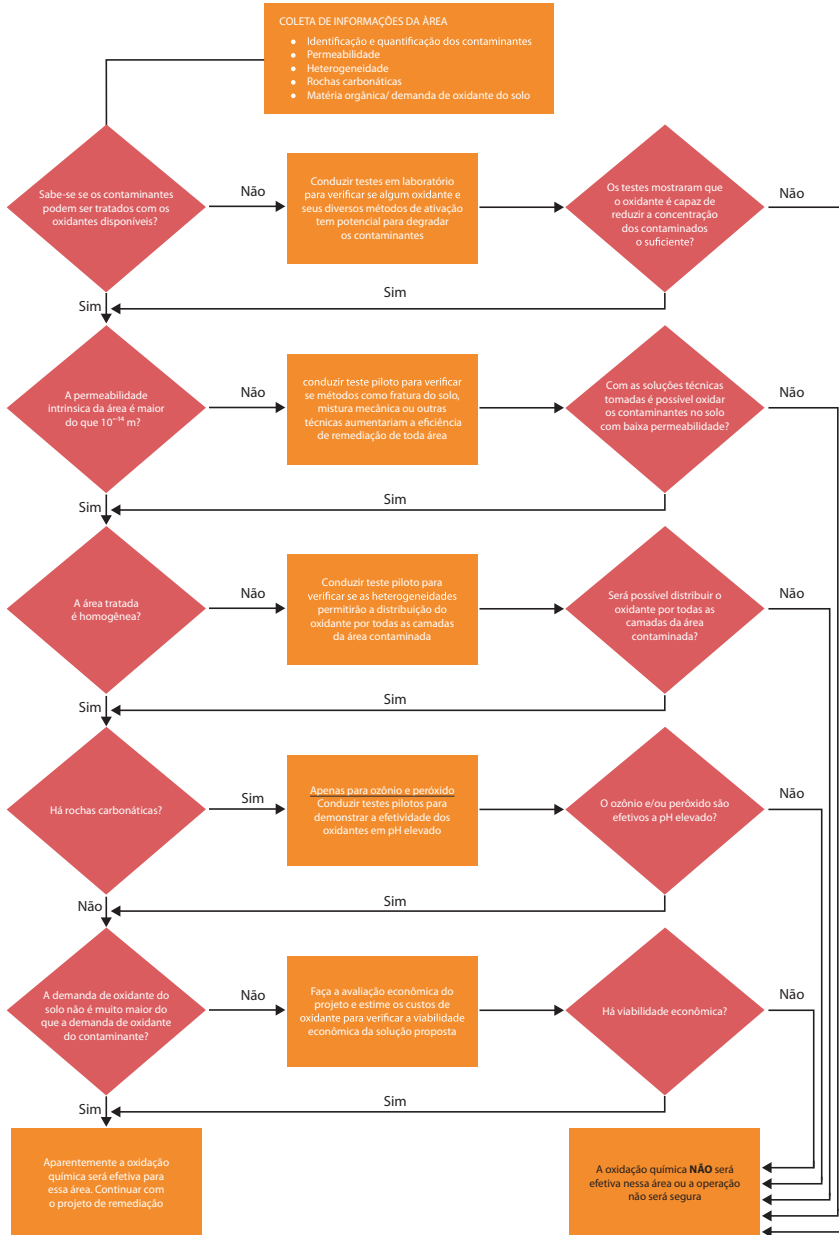 COLETA DE INFORMAÇÕES DA ÀREA
● Identificação e quantificação dos contaminantes
● Permeabilidade
● Heterogeneidade
● Rochas carbonáticas
● Matéria orgânica/ demanda de oxidante do solo
Sabe-se se os contaminantes
podem ser tratados com os
oxidantes disponíveis?
Não
Conduzir testes em laboratório
para verificar se algum oxidante e
seus diversos métodos de ativação
tem potencial para degradar
os contaminantes
Os testes mostraram que
o oxidante é capaz de
reduzir a concentração
dos contaminados
o suficiente?
Não
Sim
Sim
A permeabilidade
intrinsica da área é maior
do que 10⁻¹⁴ m?
Não
conduzir teste piloto para verificar
se métodos como fratura do solo,
mistura mecânica ou outras
técnicas aumentariam a eficiência
de remediação de toda área
Com as soluções técnicas
tomadas é possível oxidar
os contaminantes no solo
com baixa permeabilidade?
Não
Sim
Sim
A área tratada
é homogênea?
Não
Conduzir teste piloto para
verificar se as heterogeneidades
permitirão a distribuição do
oxidante por todas as camadas
da área contaminada
Será possível distribuir o
oxidante por todas as
camadas da área
contaminada?
Não
Sim
Sim
Há rochas carbonáticas?
Sim
Apenas para ozônio e peróxido
Conduzir testes pilotos para
demonstrar a efetividade dos
oxidantes em pH elevado
O ozônio e/ou perôxido são
efetivos a pH elevado?
Não
Sim
Não
A demanda de oxidante do
solo não é muito maior do
que a demanda de oxidante
do contaminante?
Não
Faça a avaliação econômica do
projeto e estime os custos de
oxidante para verificar a viabilidade
econômica da solução proposta
Há viabilidade econômica?
Não
Sim
Sim
Aparentemente a oxidação
química será efetiva para
essa área. Continuar com
o projeto de remediação
A oxidação química NÃO será
efetiva nessa área ou a operação
não será segura